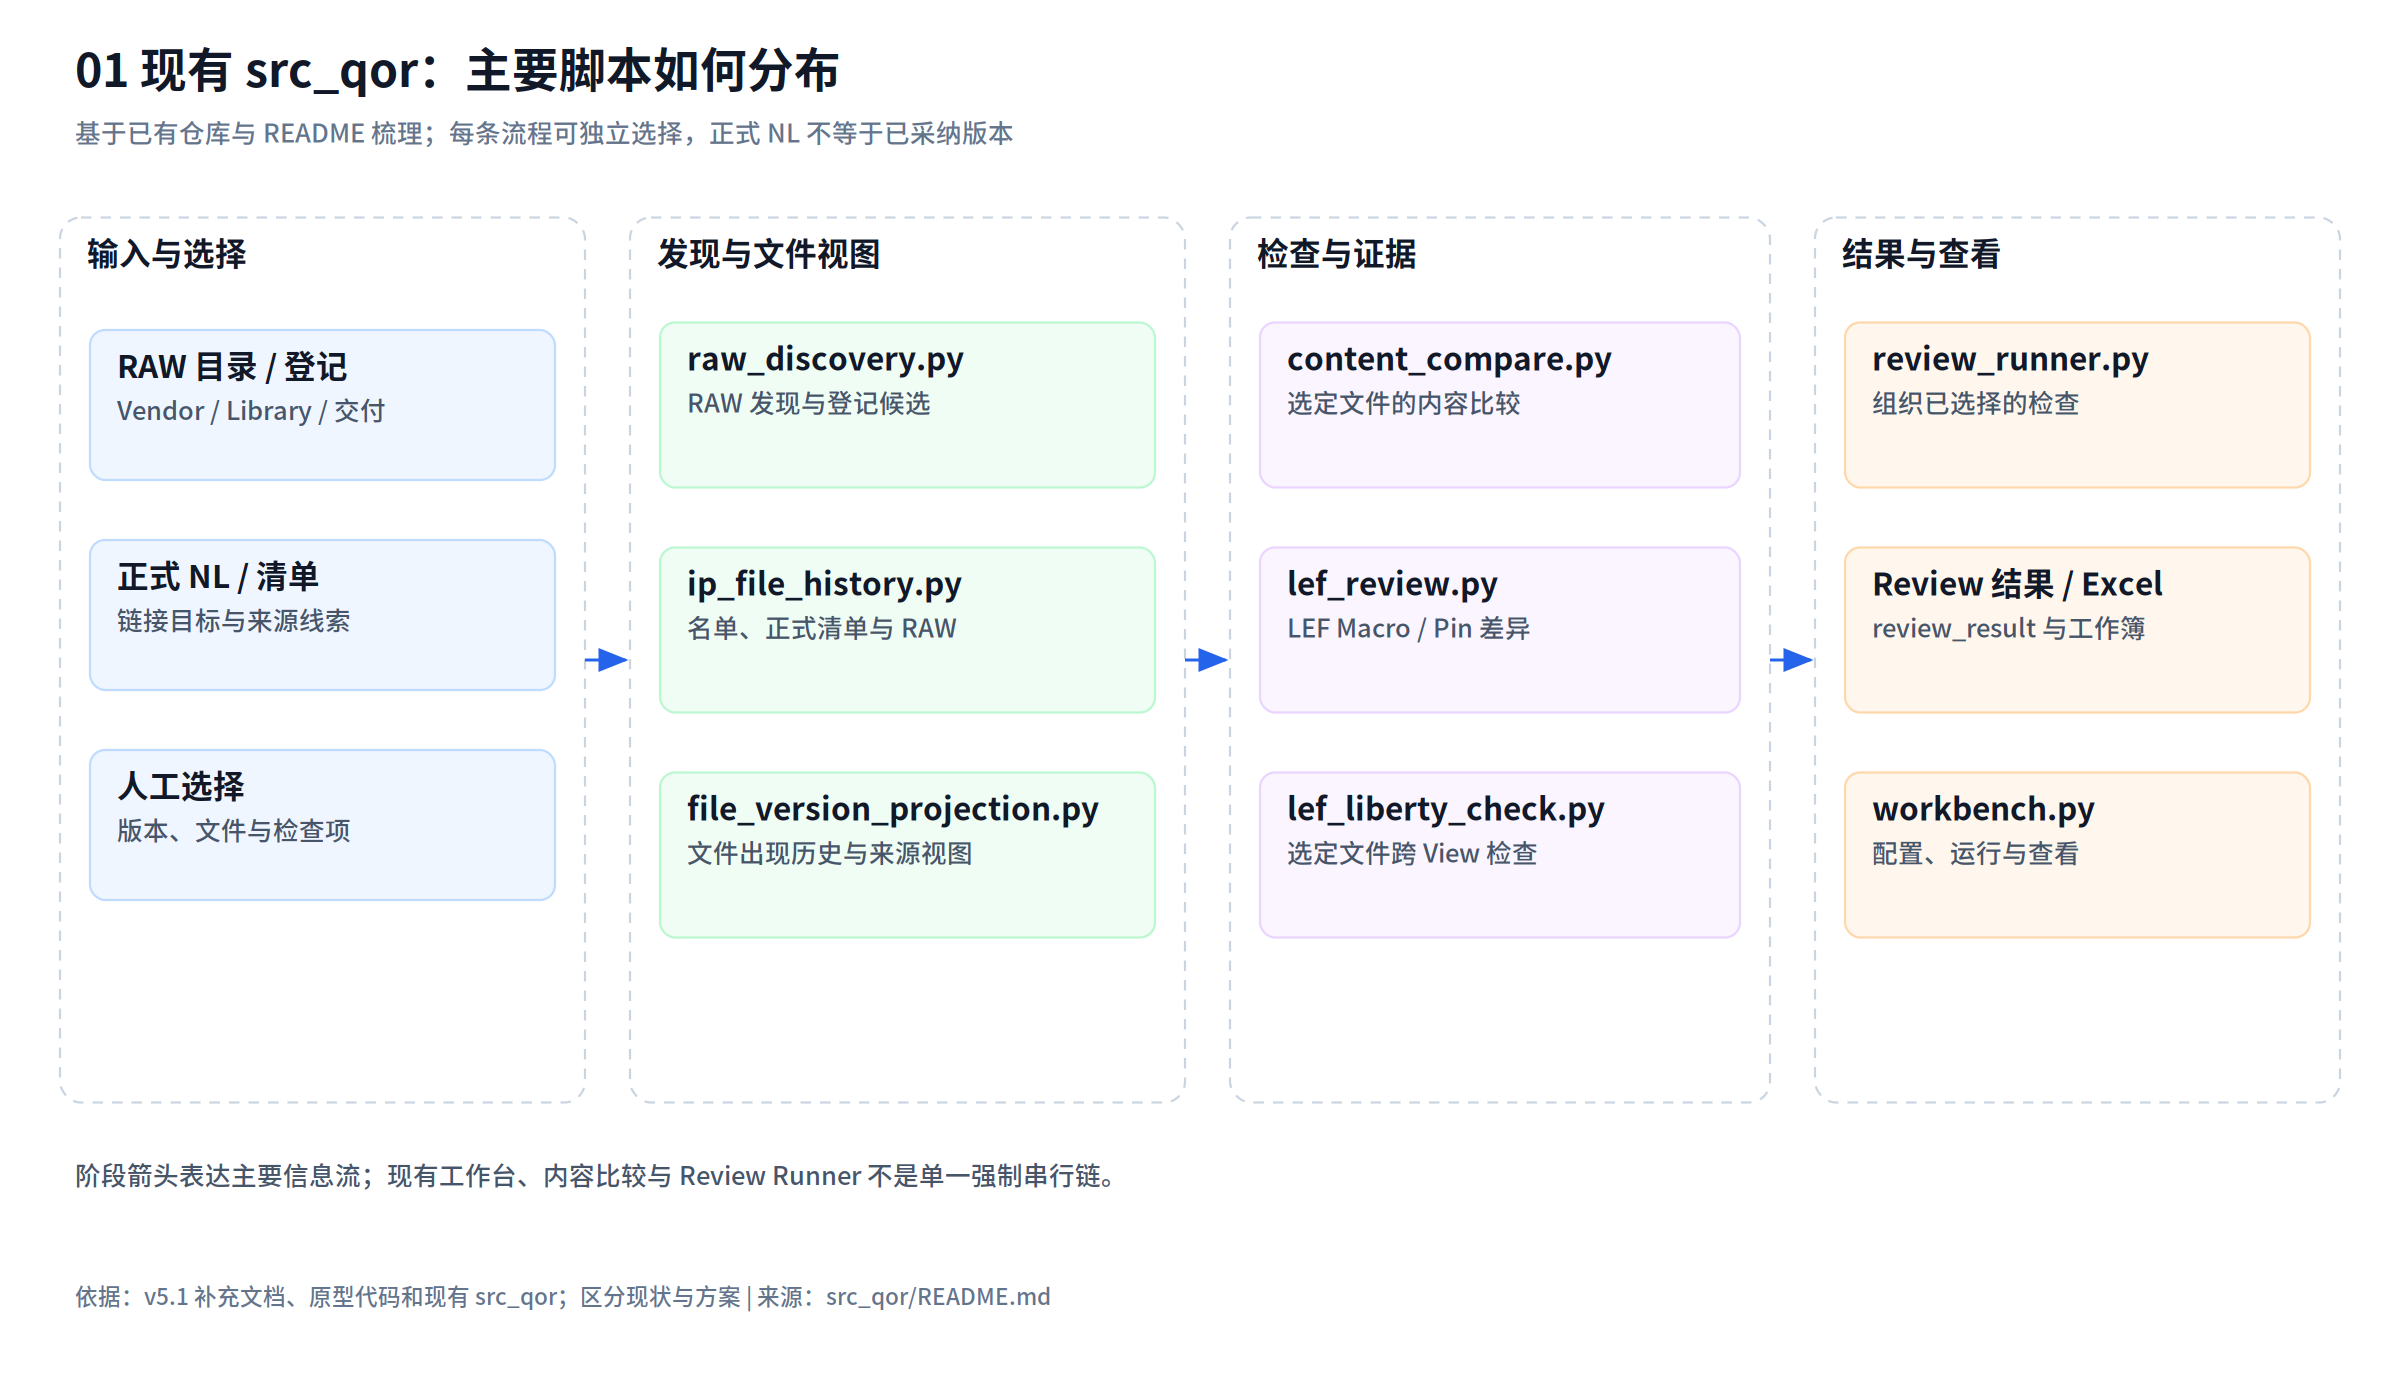 01 现有 src_qor：主要脚本如何分布
基于已有仓库与 README 梳理；每条流程可独立选择，正式 NL 不等于已采纳版本
输入与选择
RAW 目录 / 登记
Vendor / Library / 交付
正式 NL / 清单
链接目标与来源线索
人工选择
版本、文件与检查项
发现与文件视图
raw_discovery.py
RAW 发现与登记候选
ip_file_history.py
名单、正式清单与 RAW
file_version_projection.py
文件出现历史与来源视图
检查与证据
content_compare.py
选定文件的内容比较
lef_review.py
LEF Macro / Pin 差异
lef_liberty_check.py
选定文件跨 View 检查
结果与查看
review_runner.py
组织已选择的检查
Review 结果 / Excel
review_result 与工作簿
workbench.py
配置、运行与查看
阶段箭头表达主要信息流；现有工作台、内容比较与 Review Runner 不是单一强制串行链。
依据：v5.1 补充文档、原型代码和现有 src_qor；区分现状与方案 | 来源：src_qor/README.md